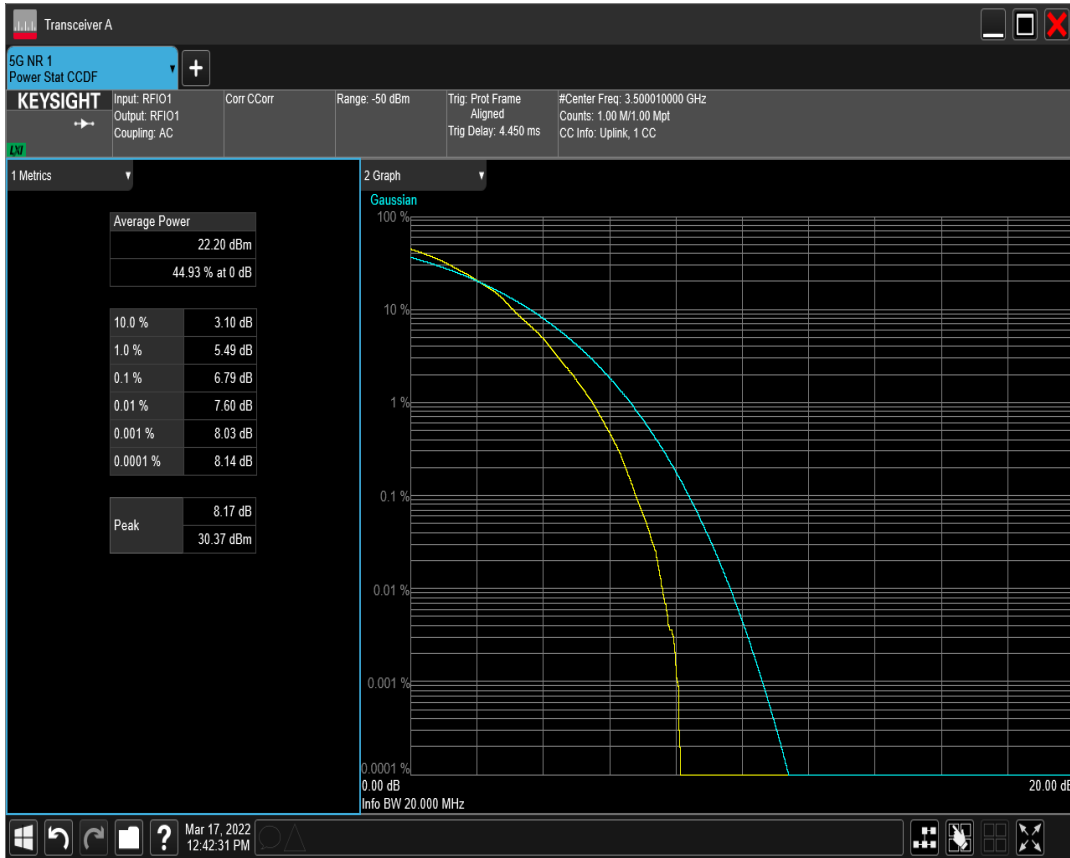 Transceiver A
5G NR 1
Power Stat CCDF
KEYSIGHT
LXI
Input: RFIO1
Output: RFIO1
Coupling: AC
Corr CCorr
Range: -50 dBm
Trig: Prot Frame
Aligned
Trig Delay: 4.450 ms
#Center Freq: 3.500010000 GHz
Counts: 1.00 M/1.00 Mpt
CC Info: Uplink, 1 CC
1 Metrics
Average Power
22.20 dBm
44.93 % at 0 dB
10.0 % 3.10 dB
1.0 % 5.49 dB
0.1 % 6.79 dB
0.01 % 7.60 dB
0.001 % 8.03 dB
0.0001 % 8.14 dB
Peak 8.17 dB
30.37 dBm
2 Graph
Gaussian
100 %
10 %
1 %
0.1 %
0.01 %
0.001 %
0.0001 %
0.00 dB 20.00 dB
Info BW 20.000 MHz
? Mar 17, 2022
12:42:31 PM